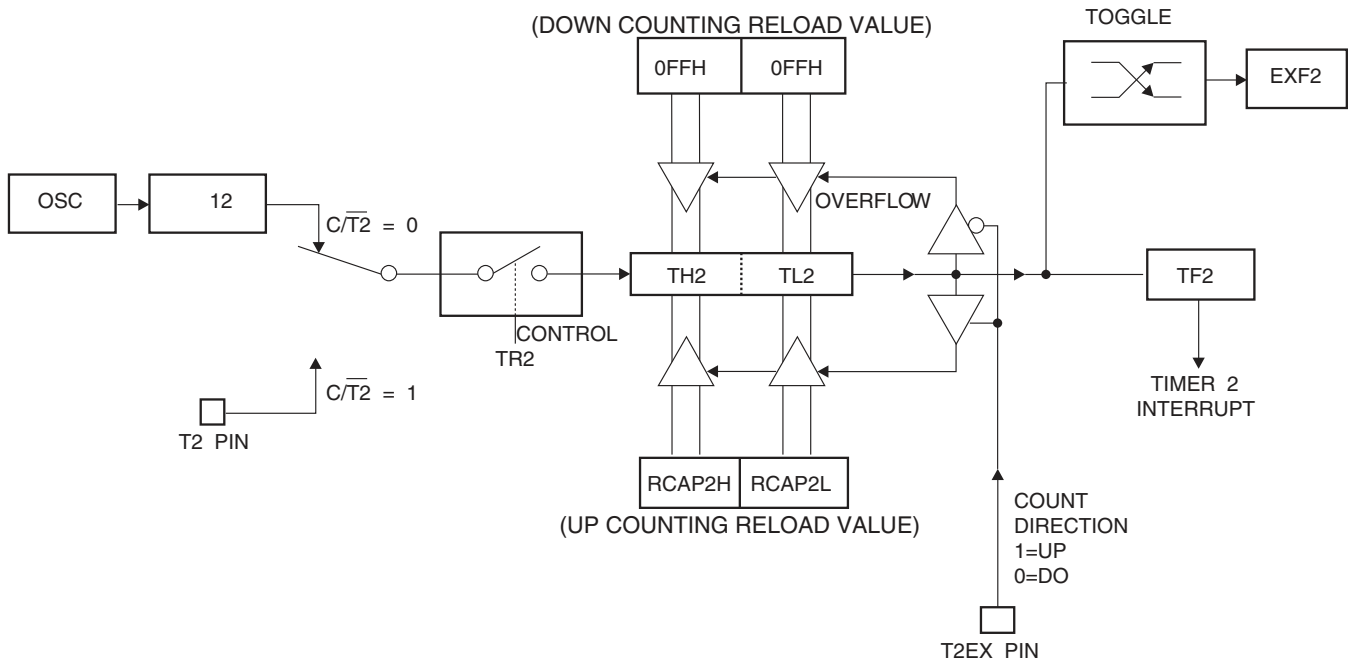 (DOWN COUNTING RELOAD VALUE)
TOGGLE
0FFH 0FFH
EXF2
OSC
12
C/T2 = 0
OVERFLOW
TH2 TL2
TF2
CONTROL
TR2
C/T2 = 1
T2 PIN
TIMER 2
INTERRUPT
RCAP2H RCAP2L
(UP COUNTING RELOAD VALUE)
COUNT
DIRECTION
1=UP
0=DO
T2EX PIN